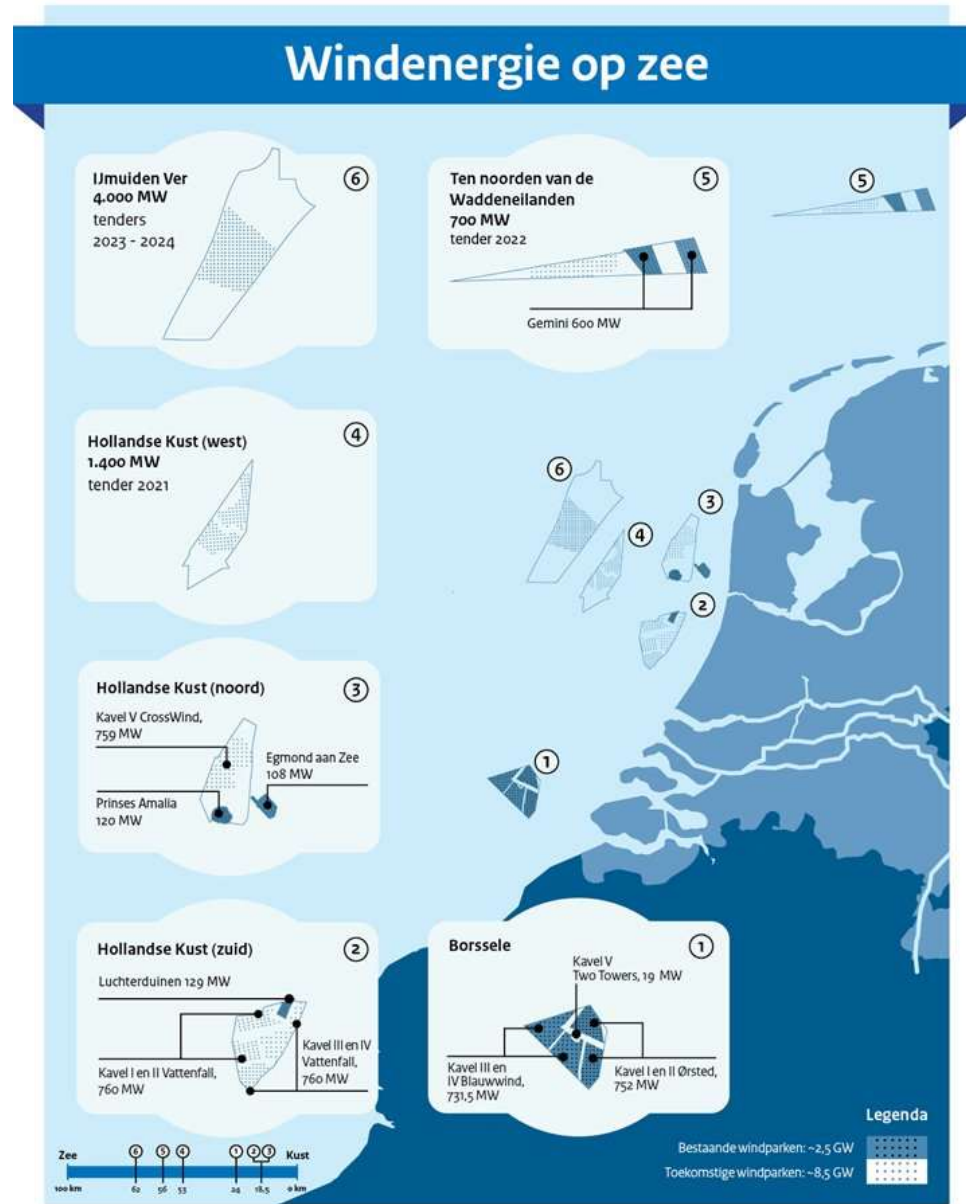 Windenergie op zee
IJmuiden Ver
4.000 MW
tenders
2023 - 2024
6
Ten noorden van de
Waddeneilanden
700 MW
tender 2022
5
Gemini 600 MW
5
Hollandse Kust (west)
1.400 MW
tender 2021
4
6
4
3
2
1
Hollandse Kust (noord)
3
Kavel V CrossWind,
759 MW
Egmond aan Zee
108 MW
Prinses Amalia
120 MW
Hollandse Kust (zuid)
2
Luchterduinen 129 MW
Kavel III en IV
Vattenfall,
760 MW
Kavel I en II Vattenfall,
760 MW
Borssele
1
Kavel V
Two Towers, 19 MW
Kavel III en
IV Blauwwind,
731,5 MW
Kavel I en II Ørsted,
752 MW
Legenda
Bestaande windparken: ~2,5 GW
Toekomstige windparken: ~8,5 GW
Zee
6 5 4 1 2 3
Kust
100 km 62 56 53 24 18,5 0 km